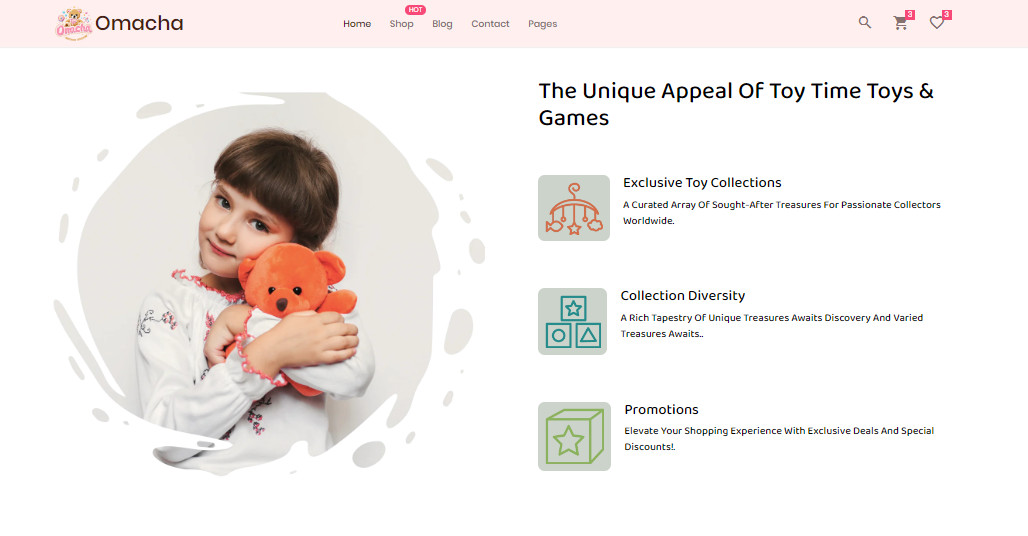 Omacha
Omacha
Home
Shop
HOT
Blog
Contact
Pages
3
3
The Unique Appeal Of Toy Time Toys &
Games
Exclusive Toy Collections
A Curated Array Of Sought-After Treasures For Passionate Collectors
Worldwide.
Collection Diversity
A Rich Tapestry Of Unique Treasures Awaits Discovery And Varied
Treasures Awaits..
Promotions
Elevate Your Shopping Experience With Exclusive Deals And Special
Discounts!.